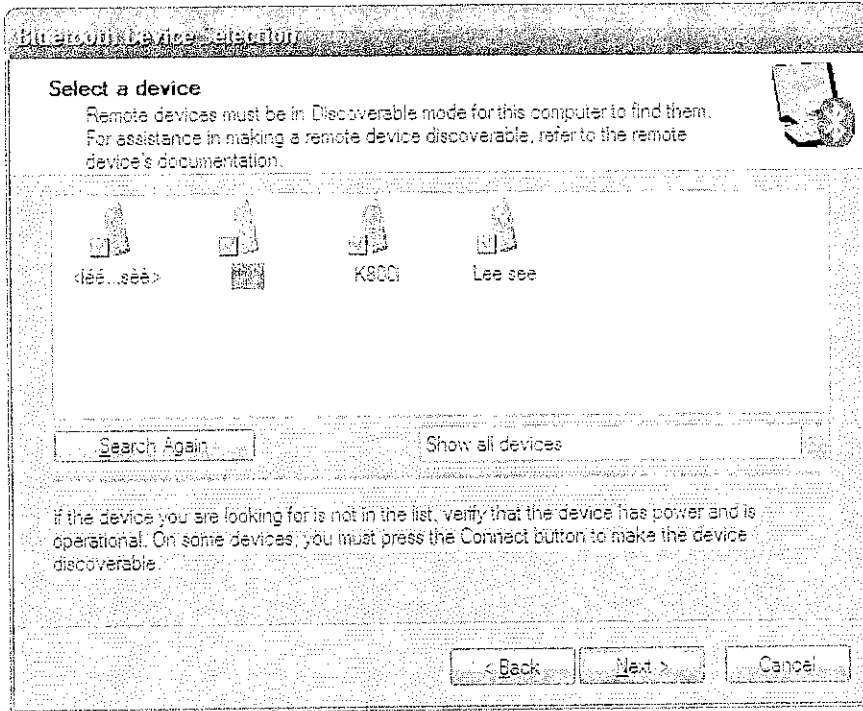 Bluetooth Device Selection
Select a device
Remote devices must be in Discoverable mode for this computer to find them.
For assistance in making a remote device discoverable, refer to the remote
device's documentation.
<léé...sèè>
K800i
Lee see
Search Again
Show all devices
If the device you are looking for is not in the list, verify that the device has power and is
operational. On some devices, you must press the Connect button to make the device
discoverable.
< Back
Next >
Cancel